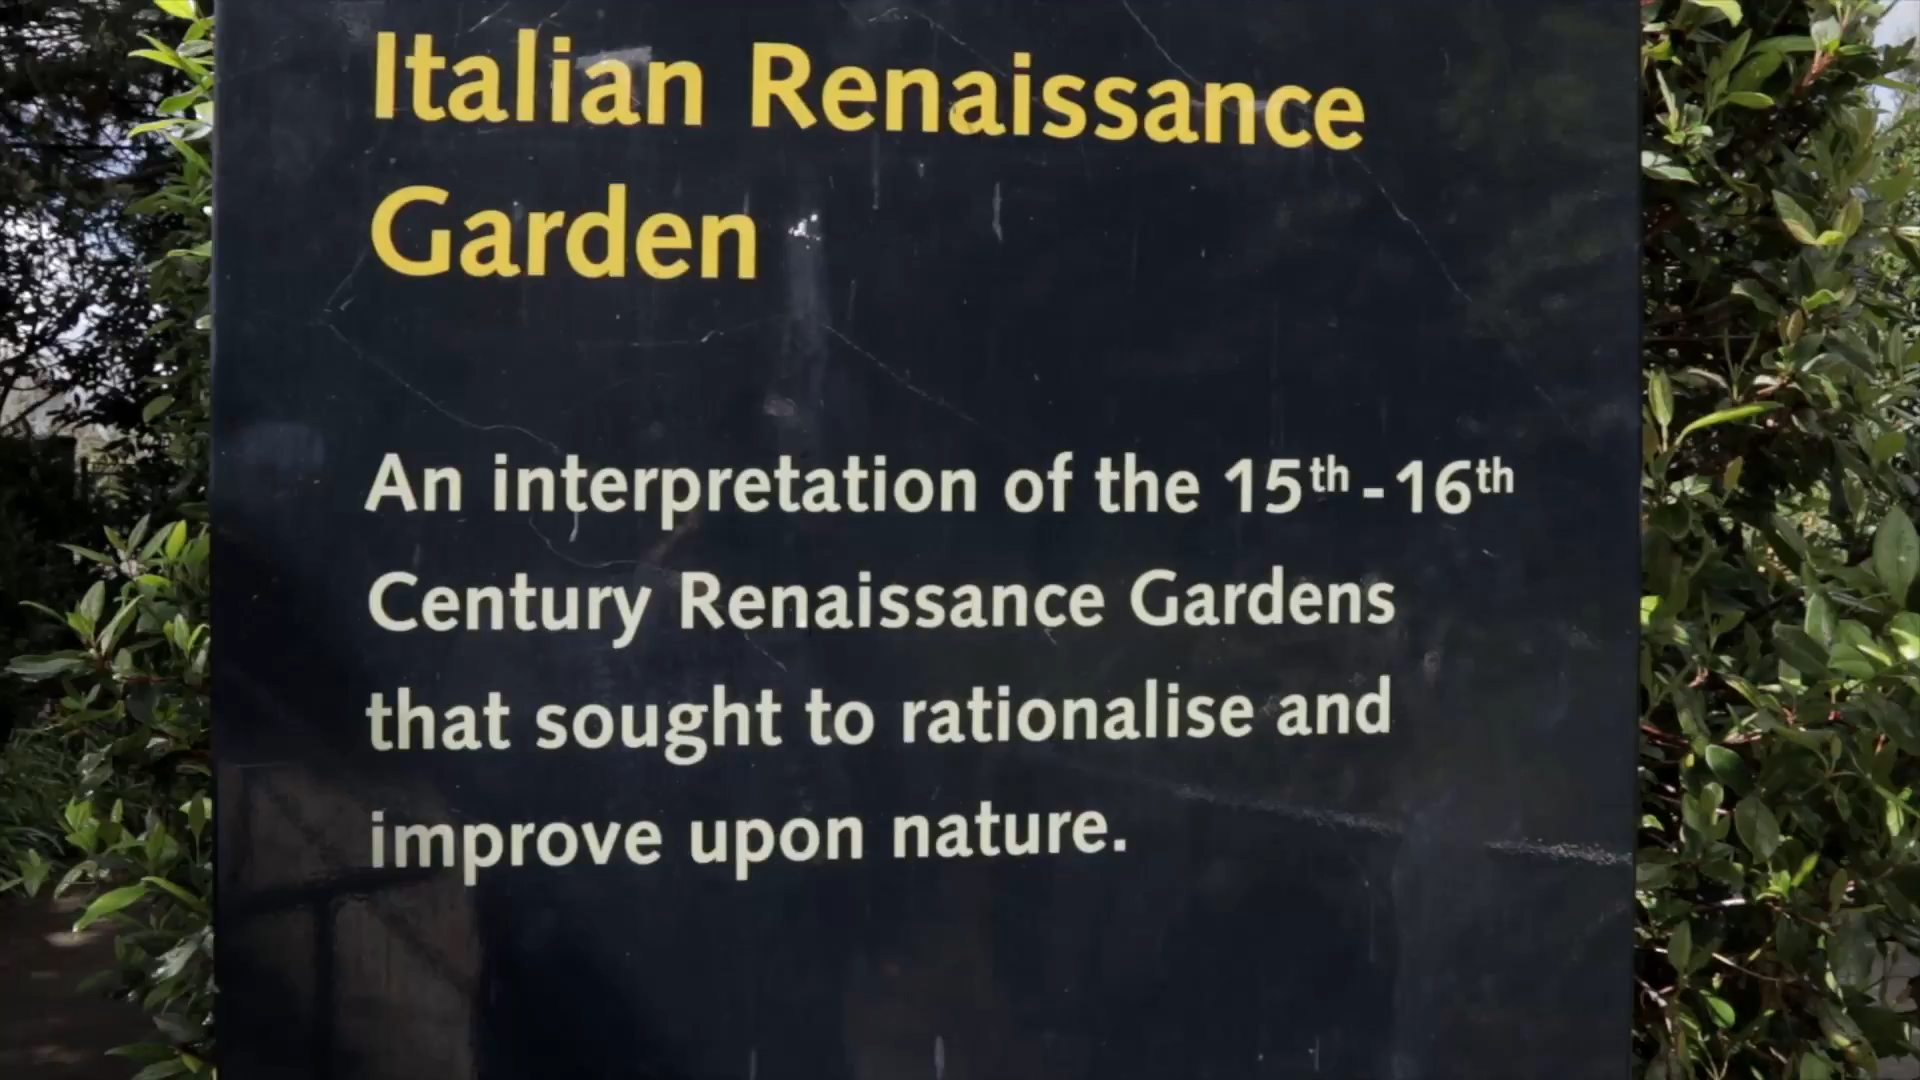 Italian Renaissance
Garden
An interpretation of the 15th - 16th
Century Renaissance Gardens
that sought to rationalise and
improve upon nature.